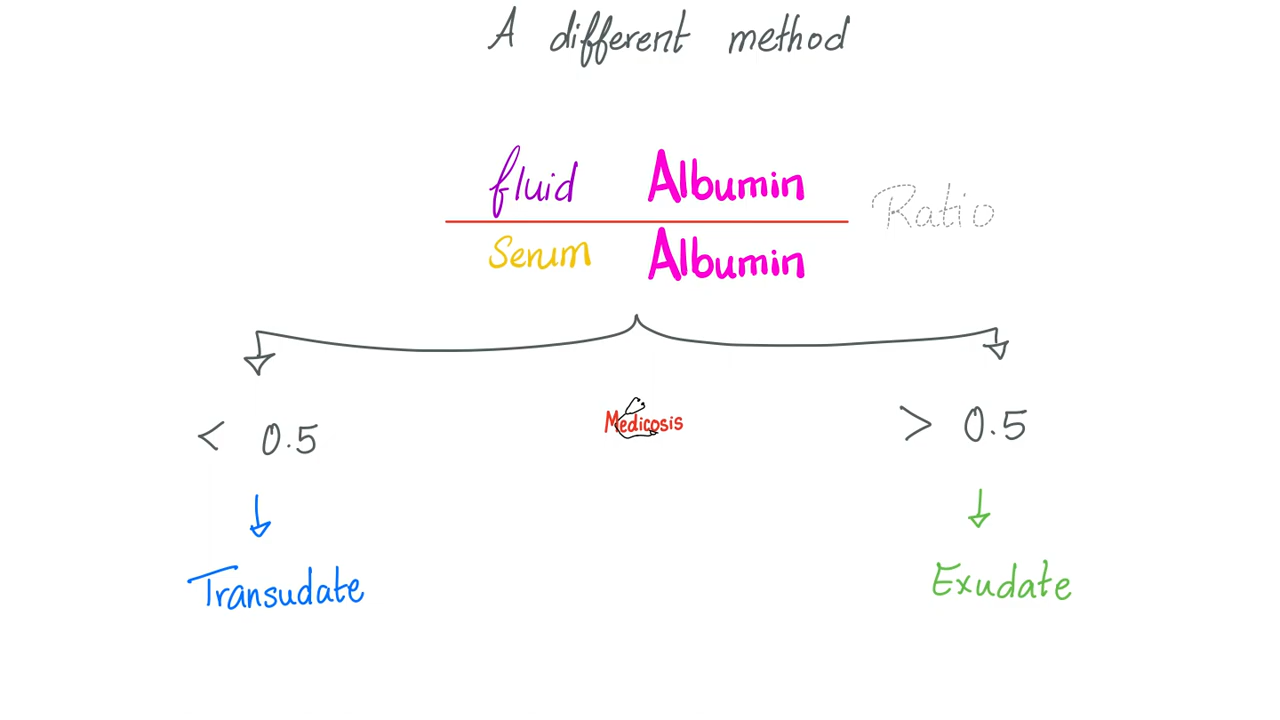 A different method
fluid Albumin
Serum Albumin
Ratio
< 0.5
Medicosis
> 0.5
Transudate
Exudate